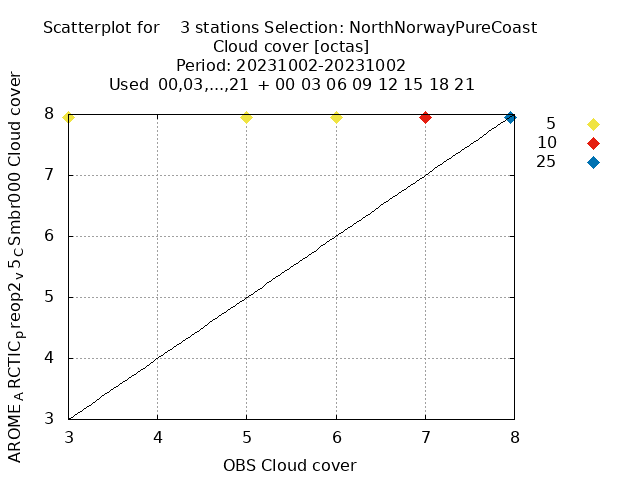 Scatterplot for    3 stations Selection: NorthNorwayPureCoast
Cloud cover [octas]
Period: 20231002-20231002
Used  00,03,...,21  + 00 03 06 09 12 15 18 21
AROME_ARCTIC_preop2_v5_CSmbr000 Cloud cover
8
7
6
5
4
3
3 4 5 6 7 8
OBS Cloud cover
5
10
25